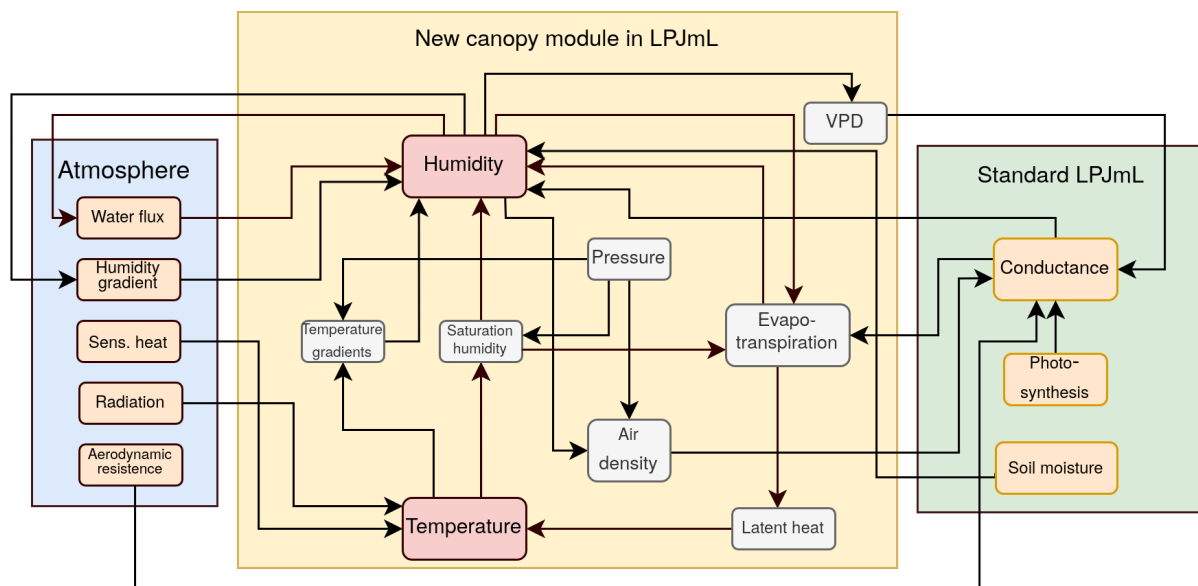 New canopy module in LPJmL
VPD
Atmosphere
Humidity
Standard LPJmL
Water flux
Humidity
gradient
Pressure
Conductance
Temperature
gradients
Saturation
humidity
Evapo-
transpiration
Sens. heat
Photo-
synthesis
Radiation
Air
density
Aerodynamic
resistence
Soil moisture
Temperature
Latent heat